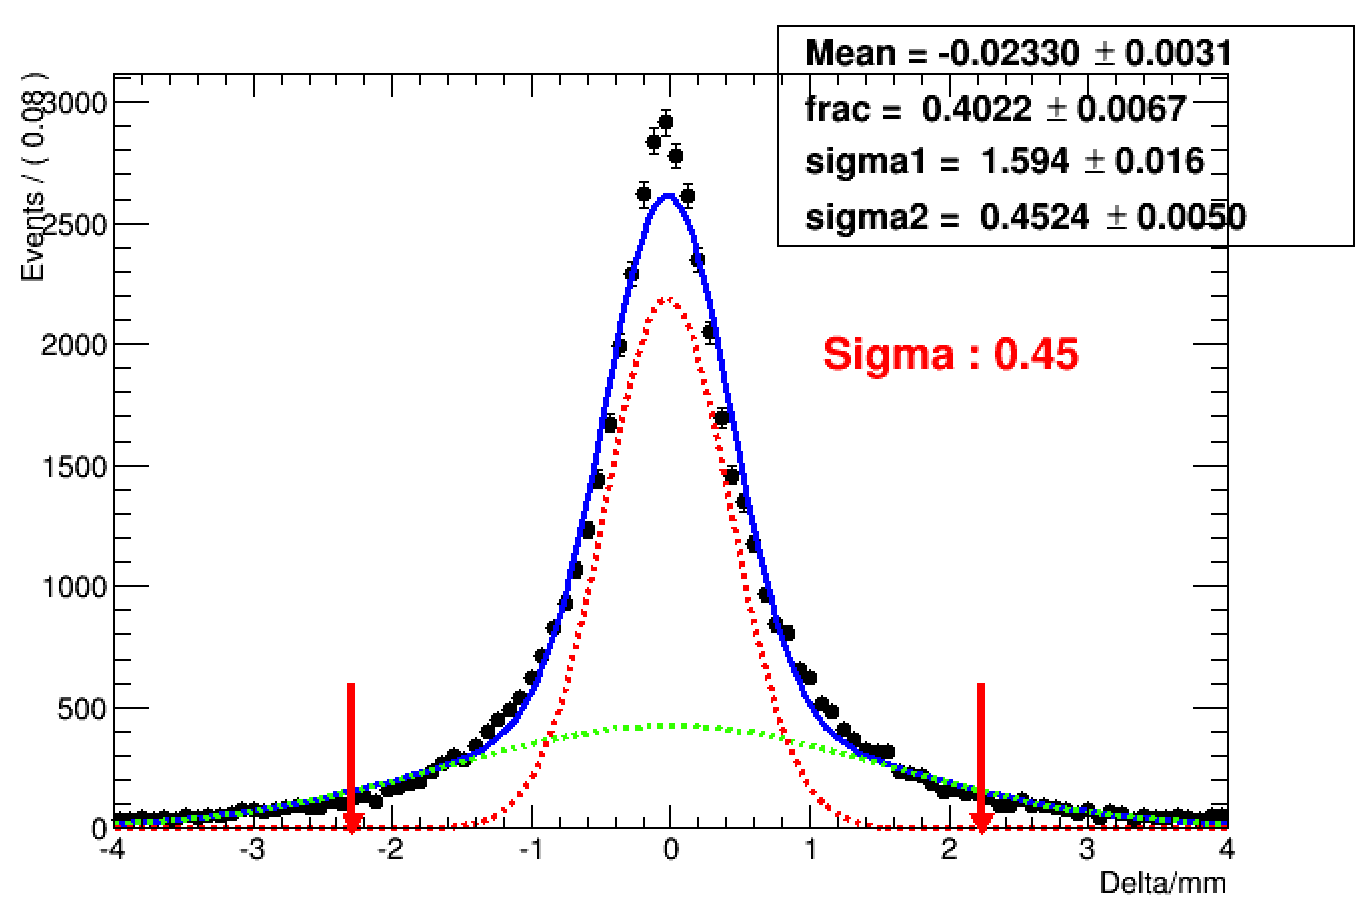 Mean = -0.02330 ± 0.0031
frac = 0.4022 ± 0.0067
sigma1 = 1.594 ± 0.016
sigma2 = 0.4524 ± 0.0050
Sigma : 0.45
Events / ( 0.08 )
3000
2500
2000
1500
1000
500
0
-4 -3 -2 -1 0 1 2 3 4
Delta/mm